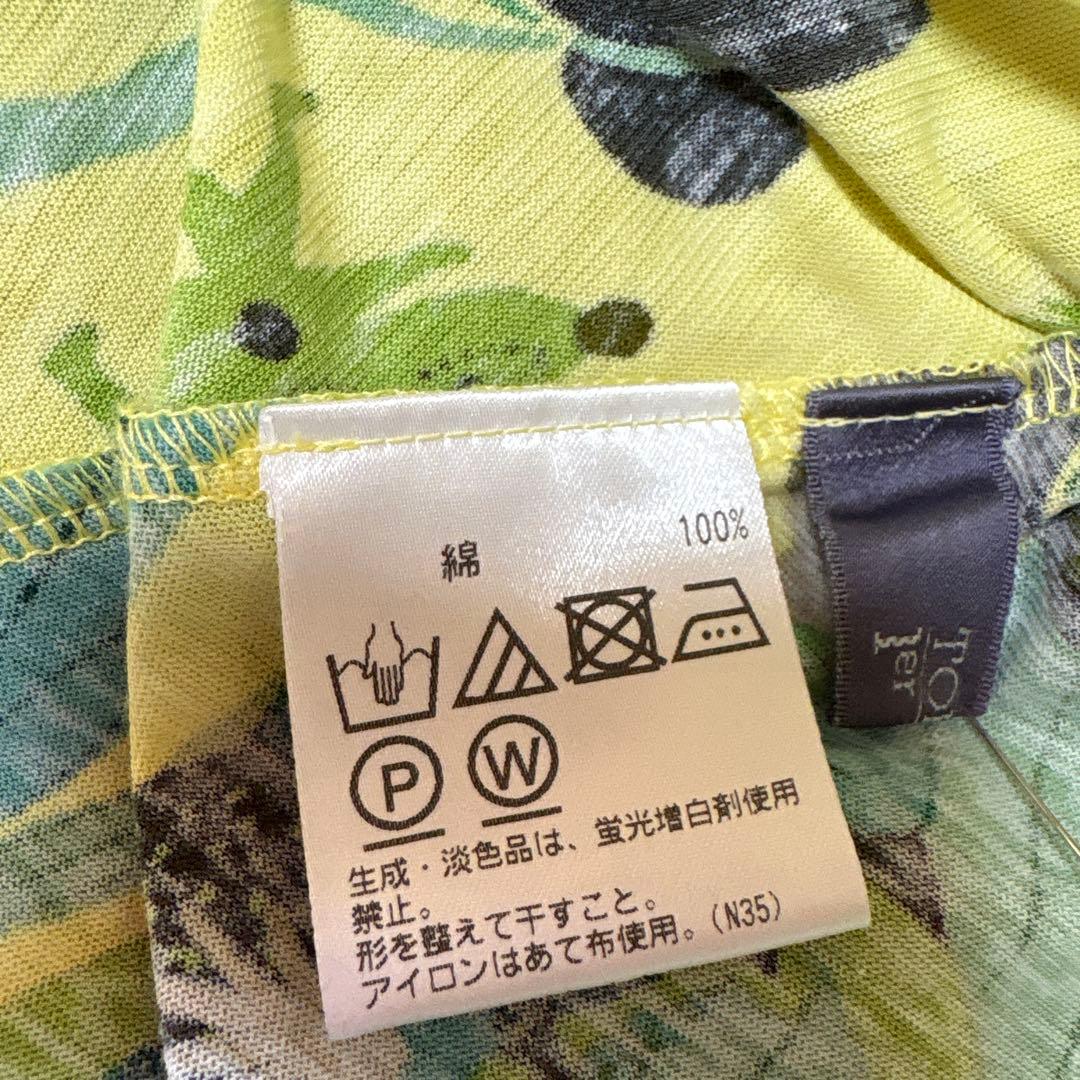 綿 100%
P W
生成・淡色品は、蛍光増白剤使用
禁止。
形を整えて干すこと。
アイロンはあて布使用。(N35)